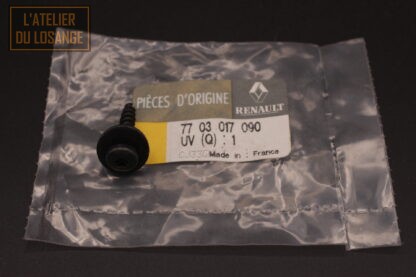 L'ATELIER
DU LOSANGE
PIÈCES D'ORIGINE
RENAULT
77 03 017 090
UV (Q) : 1
Made in : France